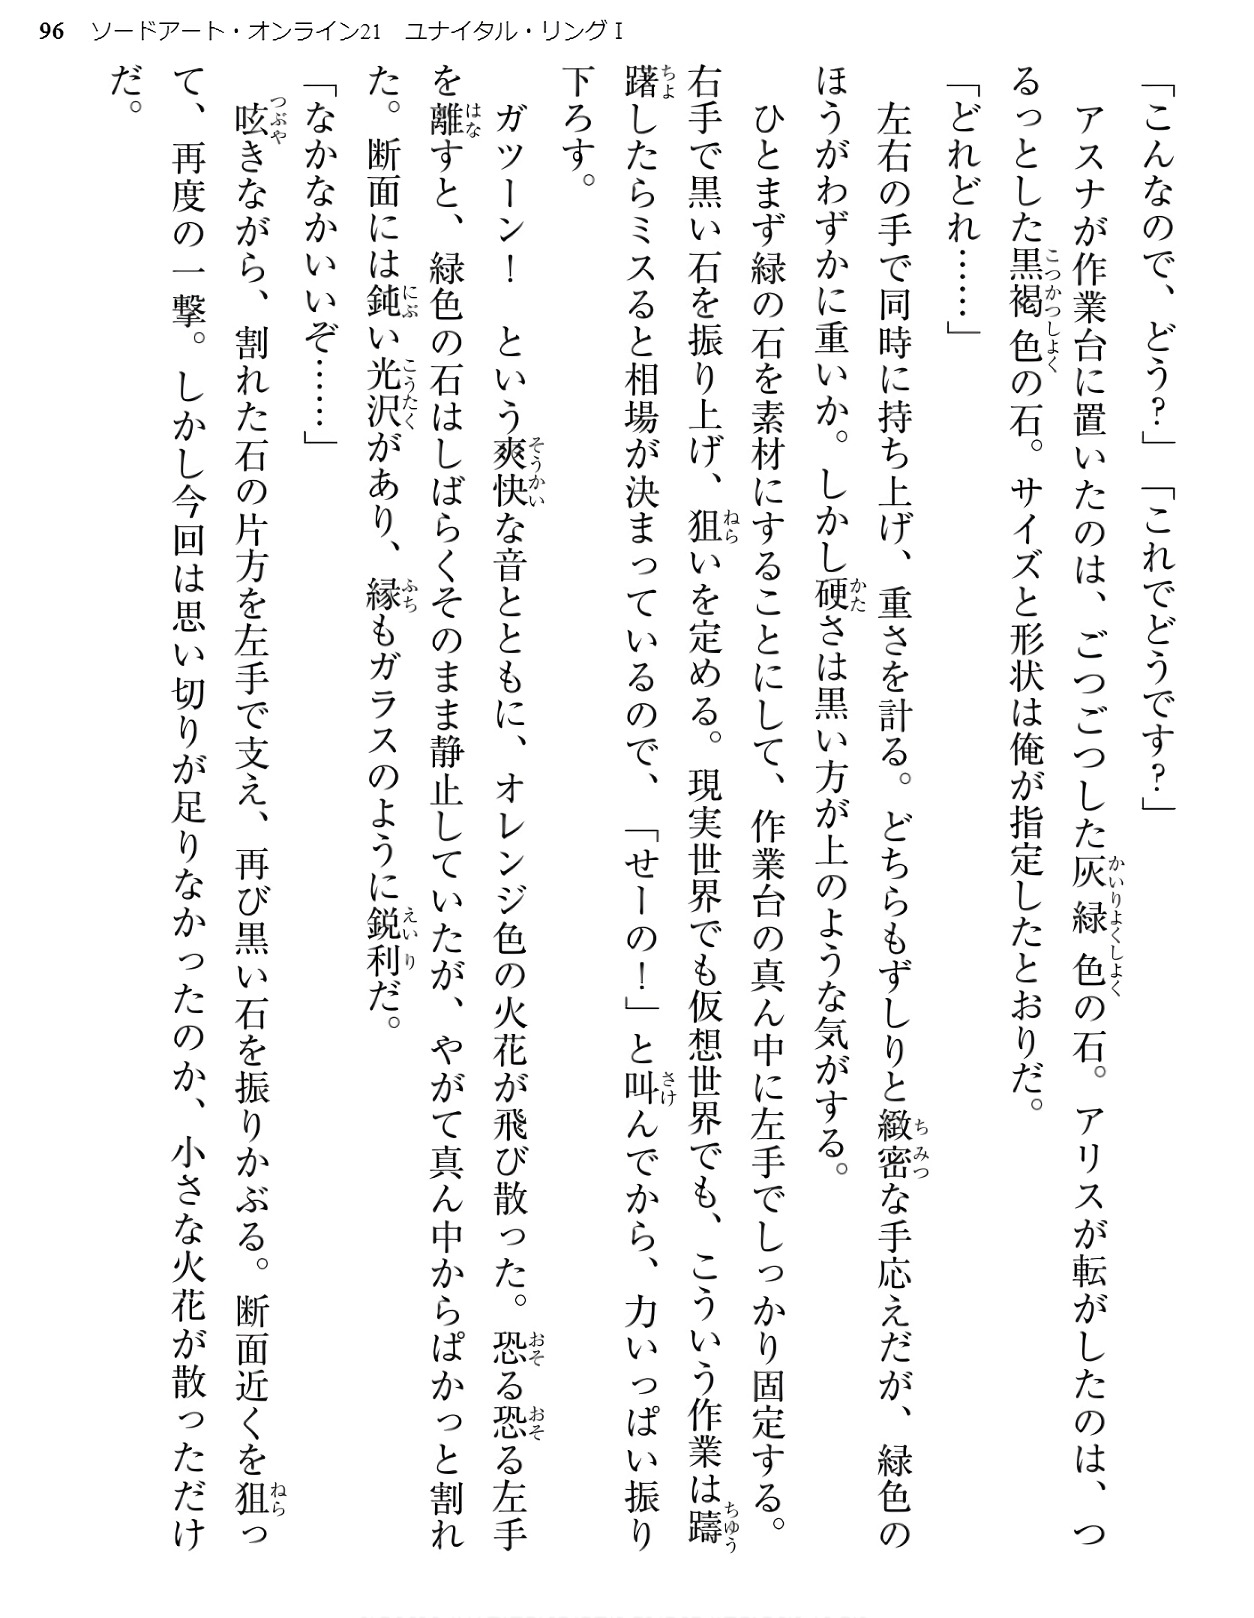 96 ソードアート・オンライン21 ユナイタル・リングⅠ
「こんなので、どう？」「これでどうです？」
　アスナが作業台に置いたのは、ごつごつした灰緑色の石。アリスが転がしたのは、つ
るっとした黒褐色の石。サイズと形状は俺が指定したとおりだ。
「どれどれ……」
　左右の手で同時に持ち上げ、重さを計る。どちらもずしりと緻密な手応えだが、緑色の
ほうがわずかに重いか。しかし硬さは黒い方が上のような気がする。
　ひとまず緑の石を素材にすることにして、作業台の真ん中に左手でしっかり固定する。
右手で黒い石を振り上げ、狙いを定める。現実世界でも仮想世界でも、こういう作業は躊
躇したらミスると相場が決まっているので、「せーの！」と叫んでから、力いっぱい振り
下ろす。
　ガツーン！　という爽快な音とともに、オレンジ色の火花が飛び散った。恐る恐る左手
を離すと、緑色の石はしばらくそのまま静止していたが、やがて真ん中からぱかっと割れ
た。断面には鈍い光沢があり、縁もガラスのように鋭利だ。
「なかなかいいぞ……」
　呟きながら、割れた石の片方を左手で支え、再び黒い石を振りかぶる。断面近くを狙っ
て、再度の一撃。しかし今回は思い切りが足りなかったのか、小さな火花が散っただけ
だ。